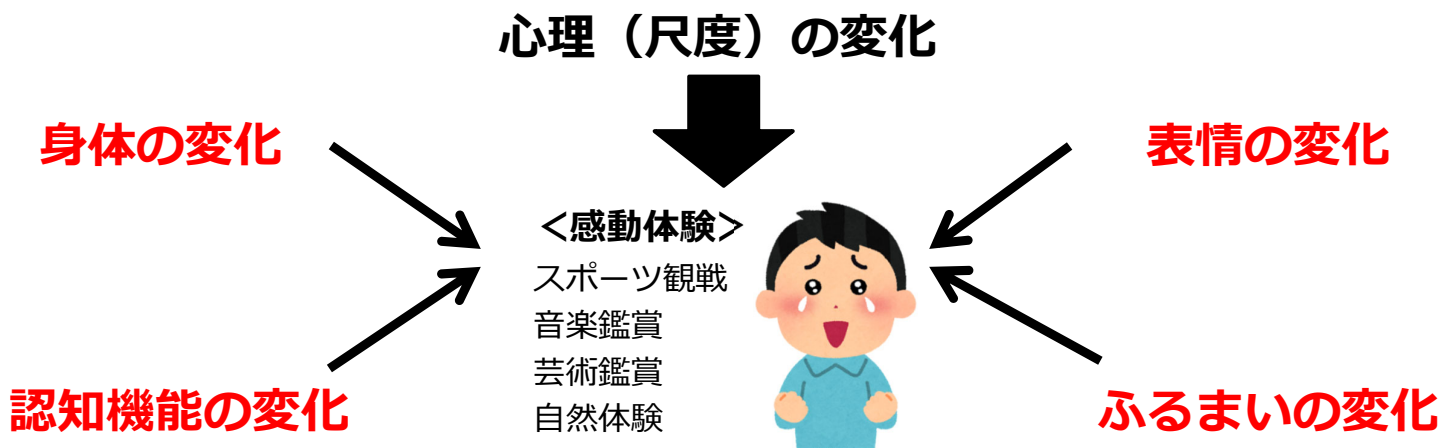 心理（尺度）の変化
身体の変化
表情の変化
＜感動体験＞
スポーツ観戦
音楽鑑賞
芸術鑑賞
自然体験
認知機能の変化
ふるまいの変化